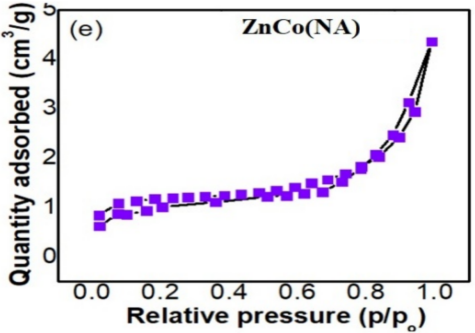 (e)
ZnCo(NA)
Quantity adsorbed (cm³/g)
5
4
3
2
1
0
0.0 0.2 0.4 0.6 0.8 1.0
Relative pressure (p/pₒ)